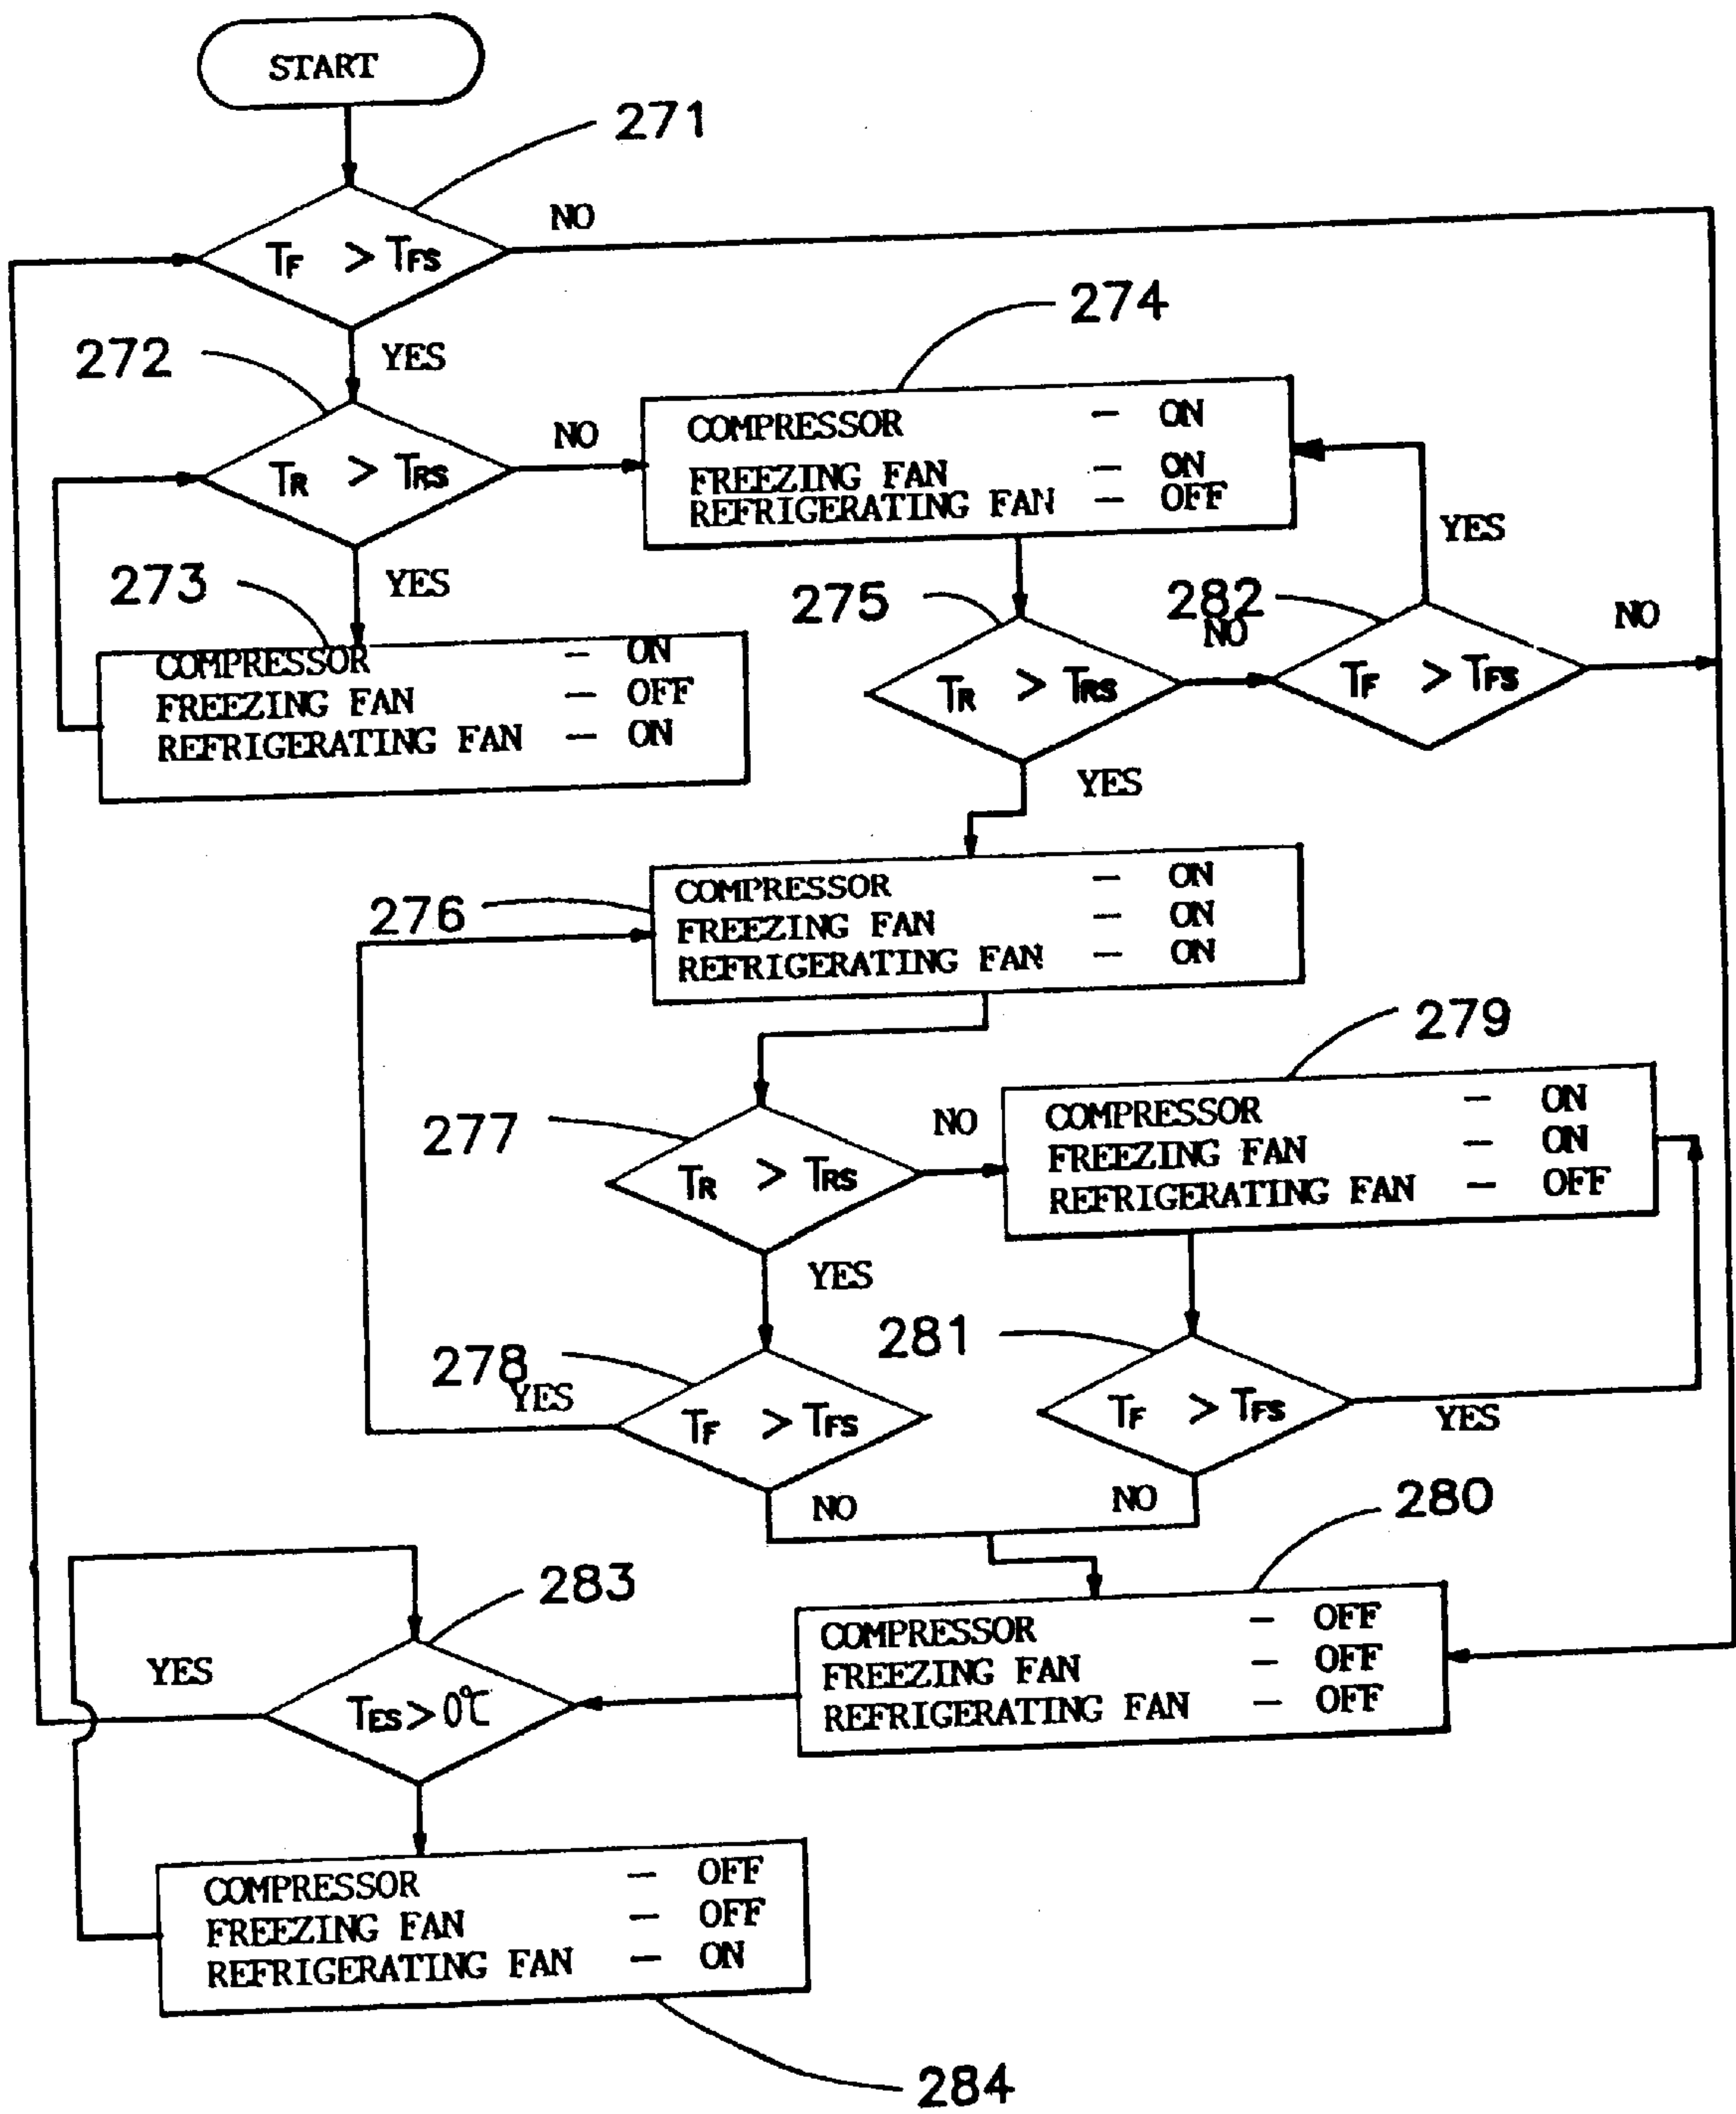 START
271
NO
TF > TFS
274
272
YES
COMPRESSOR — ON
FREEZING FAN — ON
REFRIGERATING FAN — OFF
NO
TR > TRS
YES
YES
273
275
282
NO
NO
COMPRESSOR — ON
FREEZING FAN — OFF
REFRIGERATING FAN — ON
TR > TRS
TF > TFS
YES
276
COMPRESSOR — ON
FREEZING FAN — ON
REFRIGERATING FAN — ON
279
277
NO
COMPRESSOR — ON
FREEZING FAN — ON
REFRIGERATING FAN — OFF
TR > TRS
YES
278
281
YES
TF > TFS
TF > TFS
YES
NO
NO
280
283
COMPRESSOR — OFF
FREEZING FAN — OFF
REFRIGERATING FAN — OFF
YES
TES > 0℃
COMPRESSOR — OFF
FREEZING FAN — OFF
REFRIGERATING FAN — ON
284